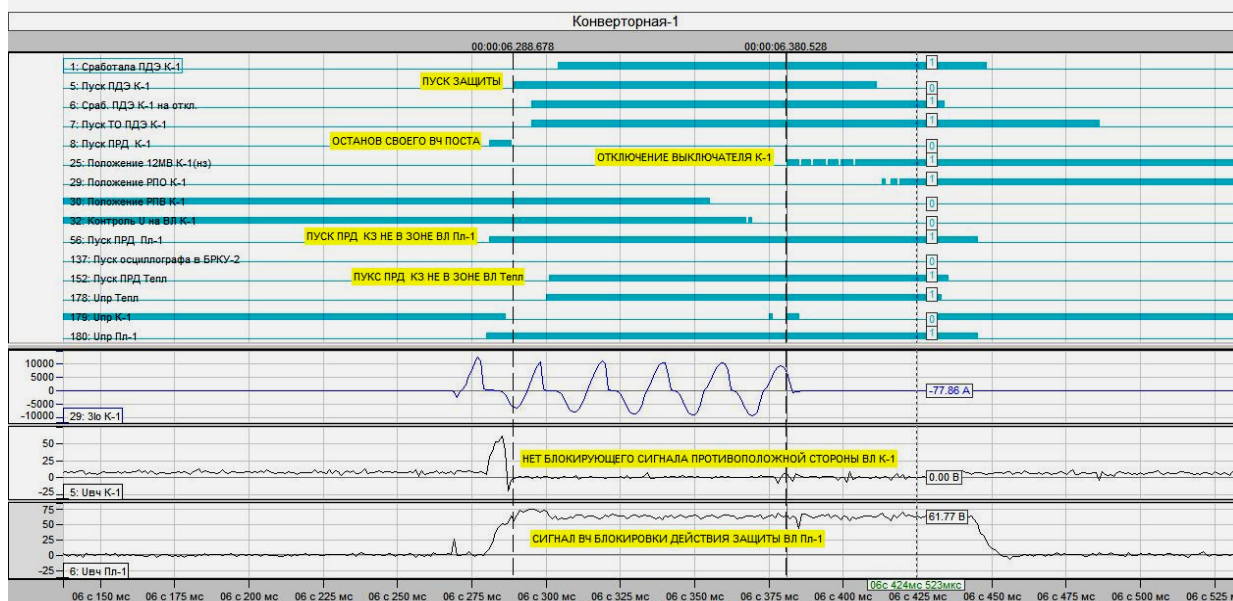 Конверторная-1
00:00:06.288.678 00:00:06.380.528
1: Сработала ПДЭ К-1 1
5: Пуск ПДЭ К-1 ПУСК ЗАЩИТЫ 0
6: Сраб. ПДЭ К-1 на откл. 1
7: Пуск ТО ПДЭ К-1 1
8: Пуск ПРД К-1 ОСТАНОВ СВОЕГО ВЧ ПОСТА 0
25: Положение 12МВ К-1(нз) ОТКЛЮЧЕНИЕ ВЫКЛЮЧАТЕЛЯ К-1 1
29: Положение РПО К-1 1
30: Положение РПВ К-1 0
32: Контроль U на ВЛ К-1 0
56: Пуск ПРД Пл-1 ПУСК ПРД КЗ НЕ В ЗОНЕ ВЛ Пл-1 1
137: Пуск осциллографа в БРКУ-2 0
152: Пуск ПРД Тепл ПУКС ПРД КЗ НЕ В ЗОНЕ ВЛ Тепл 1
178: Uпр Тепл 1
179: Uпр К-1 0
180: Uпр Пл-1 1
10000
5000
0
-5000
-10000
29: 3Iо К-1
-77.86 А
50
25
0
-25
5: Uвч К-1
НЕТ БЛОКИРУЮЩЕГО СИГНАЛА ПРОТИВОПОЛОЖНОЙ СТОРОНЫ ВЛ К-1
0.00 В
75
50
25
0
-25
6: Uвч Пл-1
61.77 В
СИГНАЛ ВЧ БЛОКИРОВКИ ДЕЙСТВИЯ ЗАЩИТЫ ВЛ Пл-1
06с 424мс 523мкс
06 с 150 мс 06 с 175 мс 06 с 200 мс 06 с 225 мс 06 с 250 мс 06 с 275 мс 06 с 300 мс 06 с 325 мс 06 с 350 мс 06 с 375 мс 06 с 400 мс 06 с 425 мс 06 с 450 мс 06 с 475 мс 06 с 500 мс 06 с 525 м